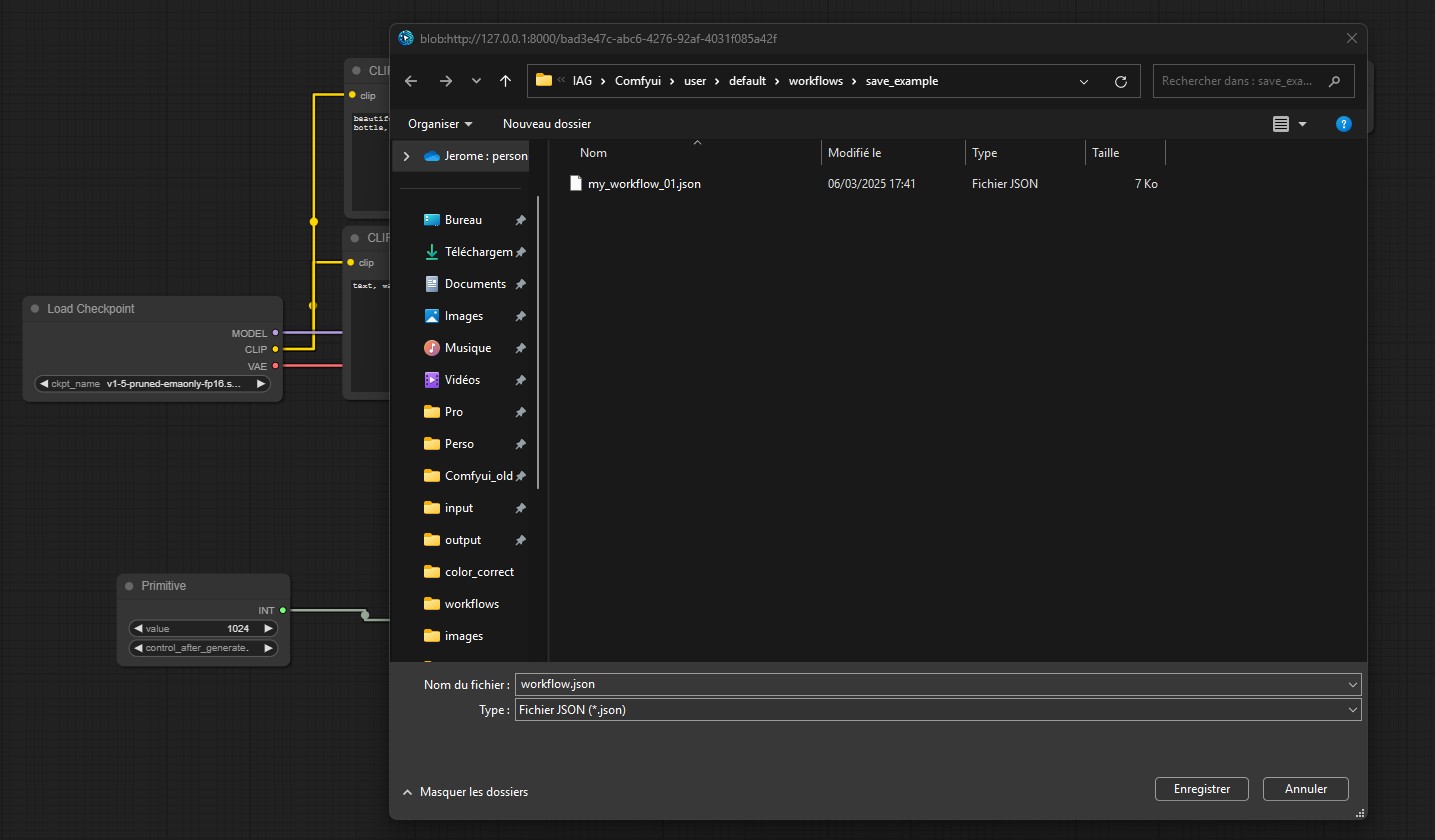 blob:http://127.0.0.1:8000/bad3e47c-abc6-4276-92af-4031f085a42f
IAG > Comfyui > user > default > workflows > save_example
Rechercher dans : save_exa...
Organiser
Nouveau dossier
Jerome : person
Nom
Modifié le
Type
Taille
my_workflow_01.json
06/03/2025 17:41
Fichier JSON
7 Ko
Bureau
Téléchargem
Documents
Images
Musique
Vidéos
Pro
Perso
Comfyui_old
input
output
color_correct
workflows
images
Nom du fichier :
workflow.json
Type :
Fichier JSON (*.json)
Masquer les dossiers
Enregistrer
Annuler
CLIP
clip
bottle,
CLIP
clip
text,
Load Checkpoint
MODEL
CLIP
VAE
ckpt_name v1-5-pruned-emaonly-fp16.s...
Primitive
INT
value 1024
control_after_generate.